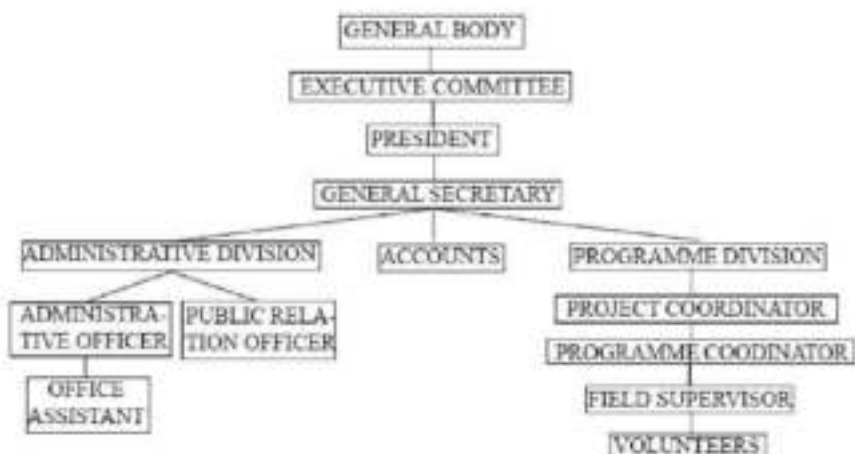 GENERAL BODY
EXECUTIVE COMMITTEE
PRESIDENT
GENERAL SECRETARY
ADMINISTRATIVE DIVISION
ACCOUNTS
PROGRAMME DIVISION
ADMINISTRA-
TIVE OFFICER
PUBLIC RELA-
TION OFFICER
PROJECT COORDINATOR
PROGRAMME COODINATOR
OFFICE
ASSISTANT
FIELD SUPERVISOR
VOLUNTEERS